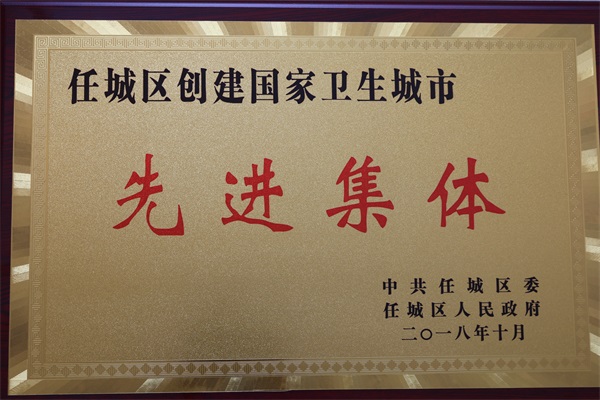 任城区创建国家卫生城市
先进集体
中共任城区委
任城区人民政府
二〇一八年十月